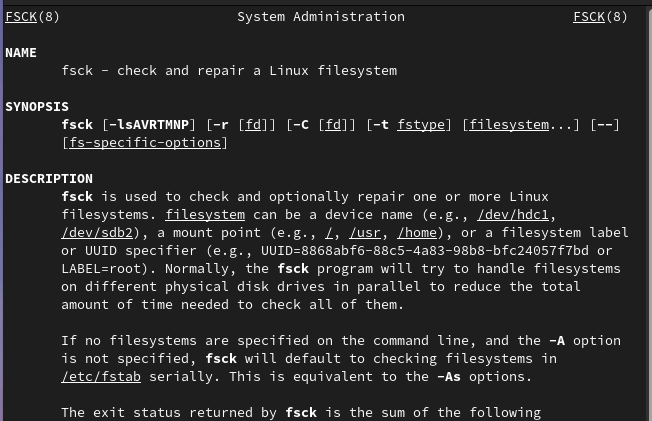 FSCK(8) System Administration FSCK(8)
NAME
fsck - check and repair a Linux filesystem
SYNOPSIS
fsck [-lsAVRTMNP] [-r [fd]] [-C [fd]] [-t fstype] [filesystem...] [--]
[fs-specific-options]
DESCRIPTION
fsck is used to check and optionally repair one or more Linux
filesystems. filesystem can be a device name (e.g., /dev/hdc1,
/dev/sdb2), a mount point (e.g., /, /usr, /home), or a filesystem label
or UUID specifier (e.g., UUID=8868abf6-88c5-4a83-98b8-bfc24057f7bd or
LABEL=root). Normally, the fsck program will try to handle filesystems
on different physical disk drives in parallel to reduce the total
amount of time needed to check all of them.
If no filesystems are specified on the command line, and the -A option
is not specified, fsck will default to checking filesystems in
/etc/fstab serially. This is equivalent to the -As options.
The exit status returned by fsck is the sum of the following